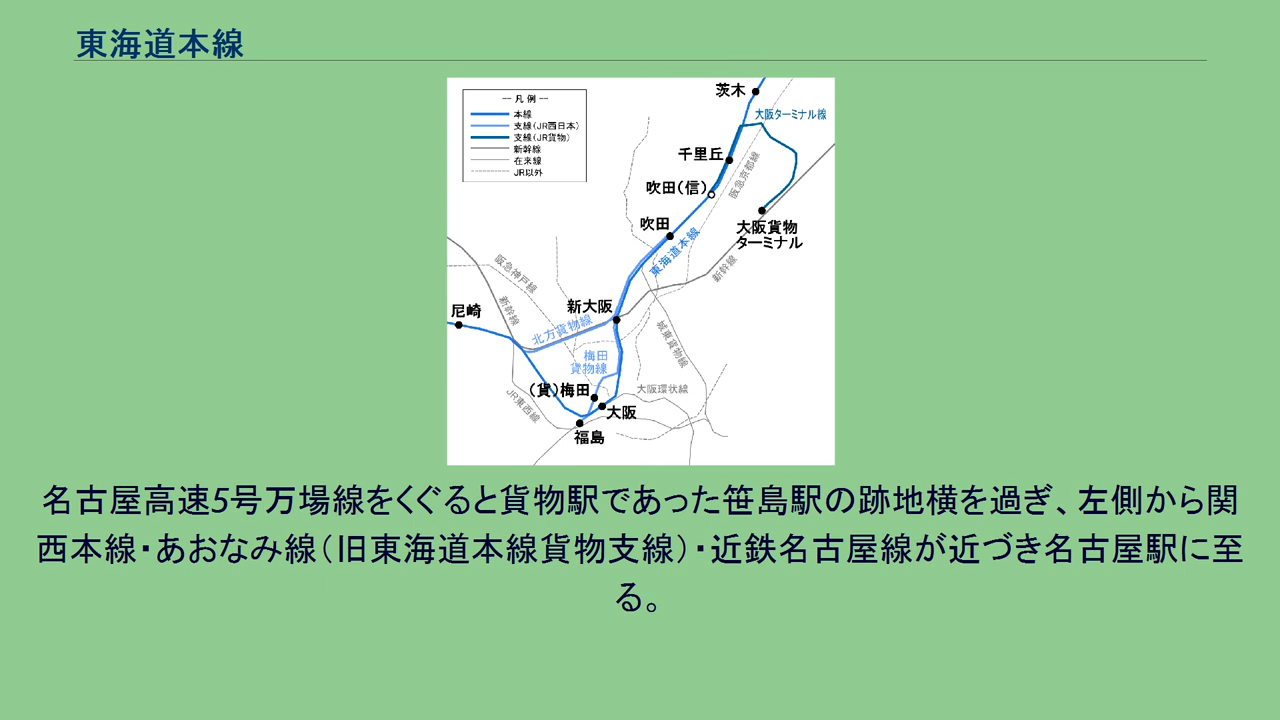 東海道本線
-- 凡 例 --
本線
支線(JR西日本)
支線(JR貨物)
新幹線
在来線
JR以外
茨木
大阪ターミナル線
千里丘
阪急京都線
吹田(信)
吹田
大阪貨物
ターミナル
東海道本線
新幹線
阪急神戸線
新幹線
尼崎
新大阪
北方貨物線
城東貨物線
梅田
貨物線
(貨)梅田
大阪環状線
JR東西線
大阪
福島
名古屋高速5号万場線をくぐると貨物駅であった笹島駅の跡地横を過ぎ、左側から関
西本線・あおなみ線(旧東海道本線貨物支線)・近鉄名古屋線が近づき名古屋駅に至
る。